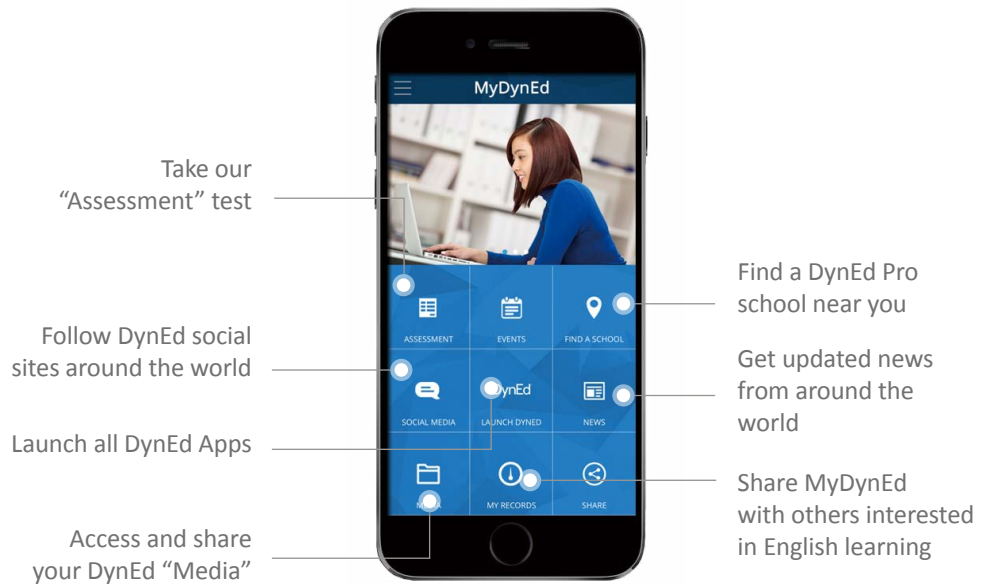 MyDynEd
Take our
“Assessment” test
Follow DynEd social
sites around the world
Launch all DynEd Apps
Access and share
your DynEd “Media”
ASSESSMENT
EVENTS
FIND A SCHOOL
SOCIAL MEDIA
DynEd
LAUNCH DYNED
NEWS
MEDIA
MY RECORDS
SHARE
Find a DynEd Pro
school near you
Get updated news
from around the
world
Share MyDynEd
with others interested
in English learning